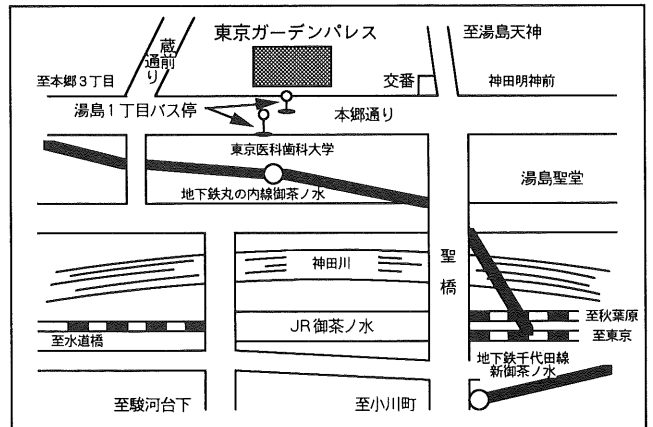 東京ガーデンパレス
至湯島天神
蔵前通り
至本郷3丁目
交番
神田明神前
湯島1丁目バス停
本郷通り
東京医科歯科大学
湯島聖堂
地下鉄丸の内線御茶ノ水
神田川
聖橋
至秋葉原
JR御茶ノ水
至東京
至水道橋
地下鉄千代田線
新御茶ノ水
至駿河台下
至小川町